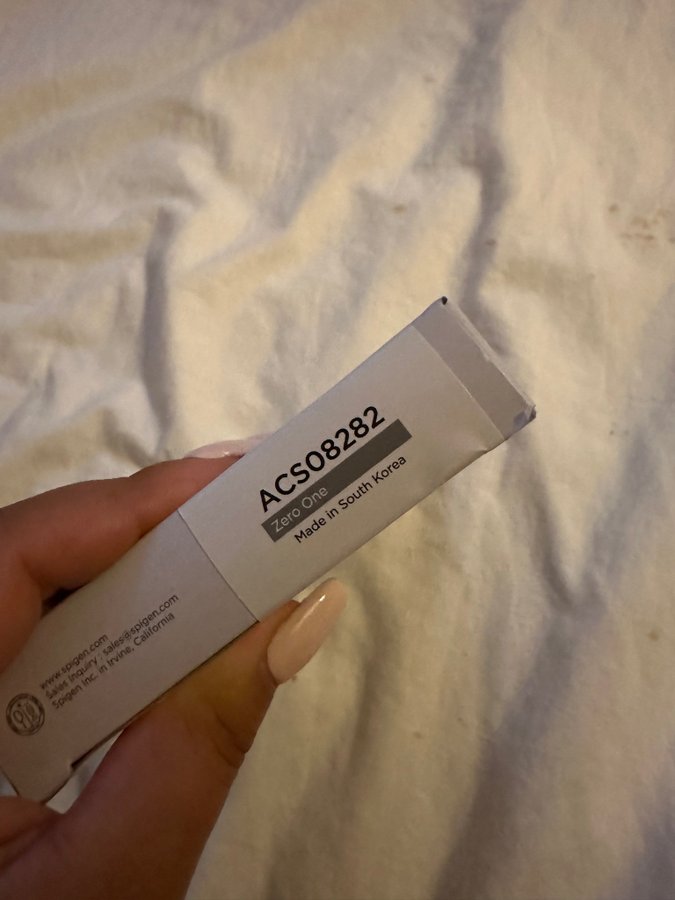 ACS08282
Zero One
Made in South Korea
www.spigen.com
Sales Inquiry : sales@spigen.com
Spigen Inc. in Irvine, California